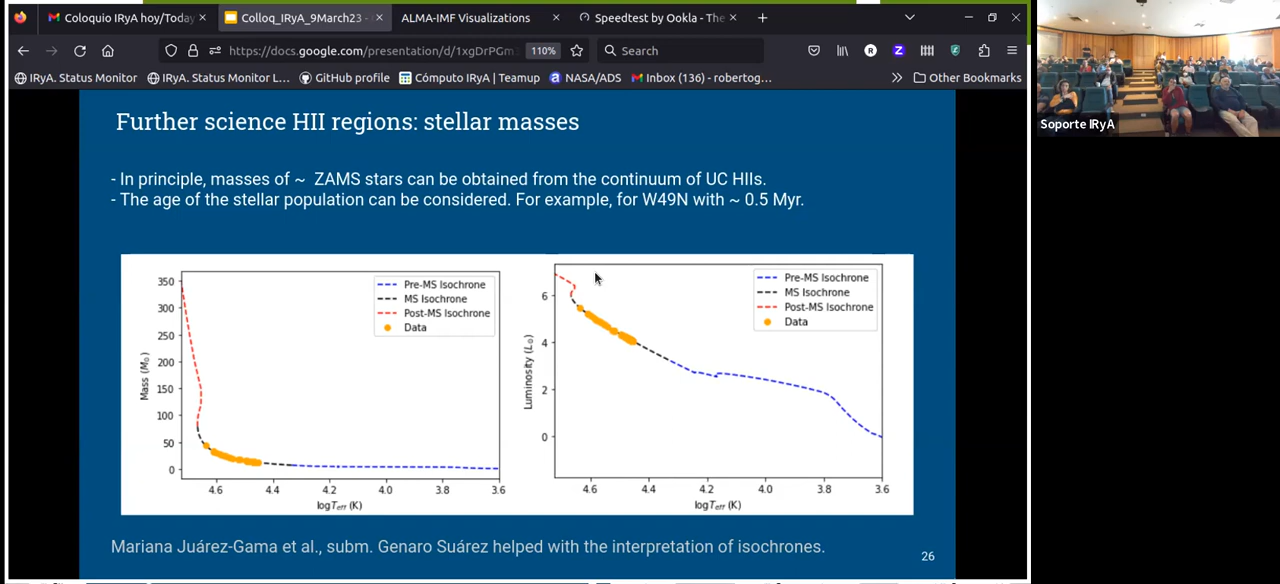 Coloquio IRyA hoy/Today
Colloq_IRyA_9March23 -
ALMA-IMF Visualizations
Speedtest by Ookla - The
https://docs.google.com/presentation/d/1xgDrPGm
110%
Search
IRyA. Status Monitor
IRyA. Status Monitor L...
GitHub profile
Cómputo IRyA | Teamup
NASA/ADS
Inbox (136) - robertog...
Other Bookmarks
Soporte IRyA
Further science HII regions: stellar masses
- In principle, masses of ~ ZAMS stars can be obtained from the continuum of UC HIIs.
- The age of the stellar population can be considered. For example, for W49N with ~ 0.5 Myr.
Mass (M⊙)
350
300
250
200
150
100
50
0
4.6 4.4 4.2 4.0 3.8 3.6
logTeff (K)
Pre-MS Isochrone
MS Isochrone
Post-MS Isochrone
Data
Luminosity (L⊙)
6
4
2
0
4.6 4.4 4.2 4.0 3.8 3.6
logTeff (K)
Pre-MS Isochrone
MS Isochrone
Post-MS Isochrone
Data
Mariana Juárez-Gama et al., subm. Genaro Suárez helped with the interpretation of isochrones.
26